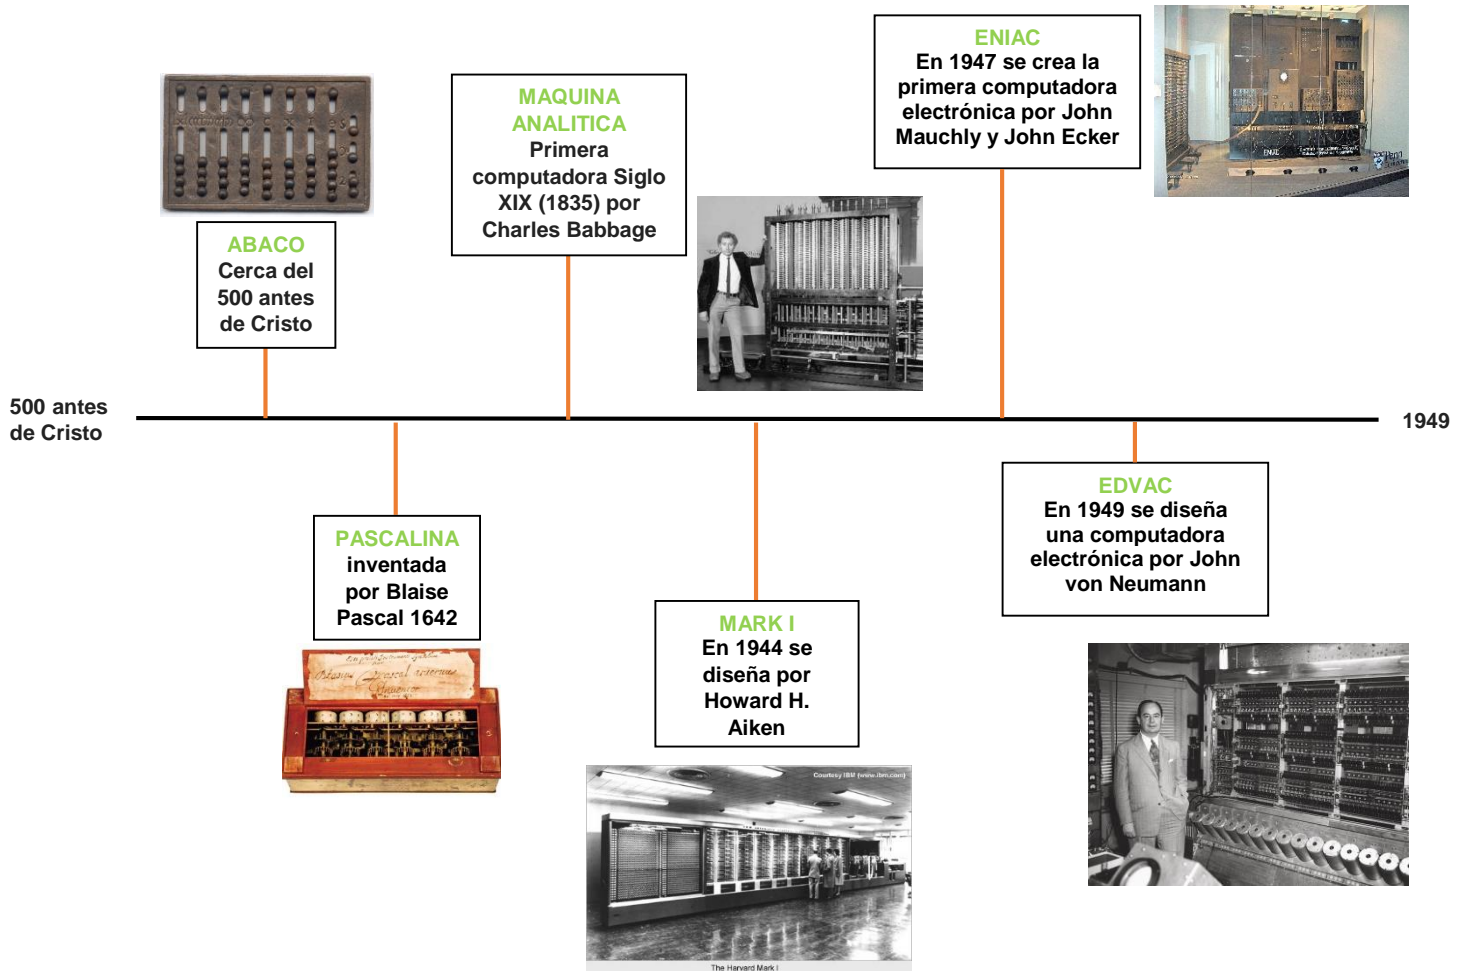 ABACO
Cerca del
500 antes
de Cristo
MAQUINA
ANALITICA
Primera
computadora Siglo
XIX (1835) por
Charles Babbage
ENIAC
En 1947 se crea la
primera computadora
electrónica por John
Mauchly y John Ecker
ENIAC
500 antes
de Cristo
1949
PASCALINA
inventada
por Blaise
Pascal 1642
MARK I
En 1944 se
diseña por
Howard H.
Aiken
EDVAC
En 1949 se diseña
una computadora
electrónica por John
von Neumann
Courtesy IBM (www.ibm.com)
The Harvard Mark I